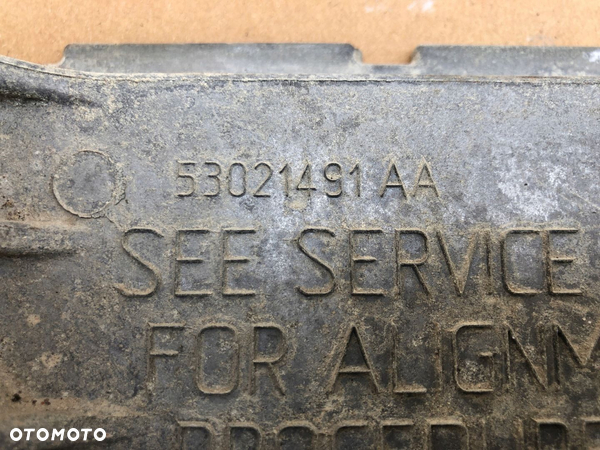 53021491 AA
SEE SERVICE
FOR ALIGNM
OTOMOTO